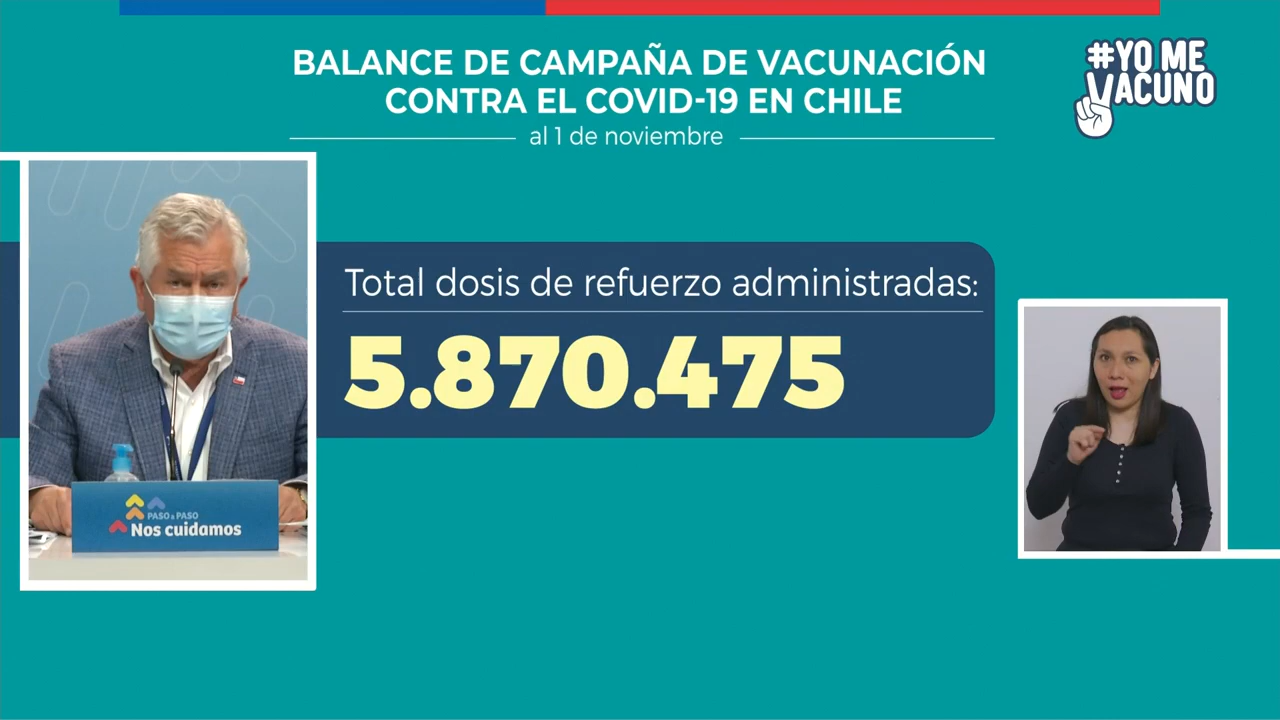 BALANCE DE CAMPAÑA DE VACUNACIÓN
CONTRA EL COVID-19 EN CHILE
al 1 de noviembre
#YO ME
VACUNO
Total dosis de refuerzo administradas:
5.870.475
PASO a PASO
Nos cuidamos